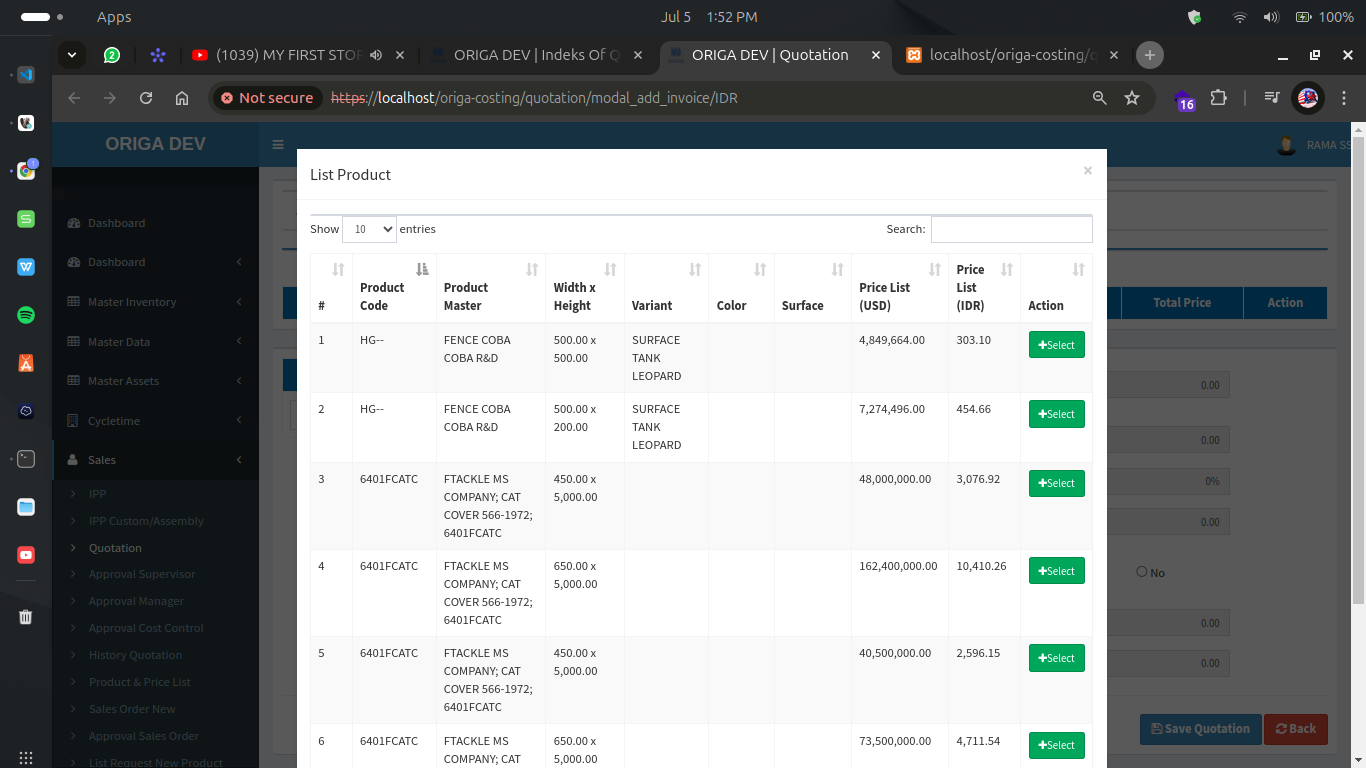 Apps
Jul 5 1:52 PM
100%
2
(1039) MY FIRST STOR
ORIGA DEV | Indeks Of Q
ORIGA DEV | Quotation
localhost/origa-costing/q
Not secure
https://localhost/origa-costing/quotation/modal_add_invoice/IDR
16
1
ORIGA DEV
RAMA SS
Dashboard
Dashboard
Master Inventory
Master Data
Master Assets
Cycletime
Sales
IPP
IPP Custom/Assembly
Quotation
Approval Supervisor
Approval Manager
Approval Cost Control
History Quotation
Product & Price List
Sales Order New
Approval Sales Order
List Request New Product
List Product
×
Show 10 entries
Search:
# Product Code Product Master Width x Height Variant Color Surface Price List (USD) Price List (IDR) Action
1 HG-- FENCE COBA 500.00 x SURFACE 4,849,664.00 303.10 Select
COBA R&D 500.00 TANK
LEOPARD
2 HG-- FENCE COBA 500.00 x SURFACE 7,274,496.00 454.66 Select
COBA R&D 200.00 TANK
LEOPARD
3 6401FCATC FTACKLE MS 450.00 x 48,000,000.00 3,076.92 Select
COMPANY; CAT 5,000.00
COVER 566-1972;
6401FCATC
4 6401FCATC FTACKLE MS 650.00 x 162,400,000.00 10,410.26 Select
COMPANY; CAT 5,000.00
COVER 566-1972;
6401FCATC
5 6401FCATC FTACKLE MS 450.00 x 40,500,000.00 2,596.15 Select
COMPANY; CAT 5,000.00
COVER 566-1972;
6401FCATC
6 6401FCATC FTACKLE MS 650.00 x 73,500,000.00 4,711.54 Select
COMPANY; CAT 5,000.00
Total Price Action
0.00
0.00
0%
0.00
No
0.00
0.00
Save Quotation Back